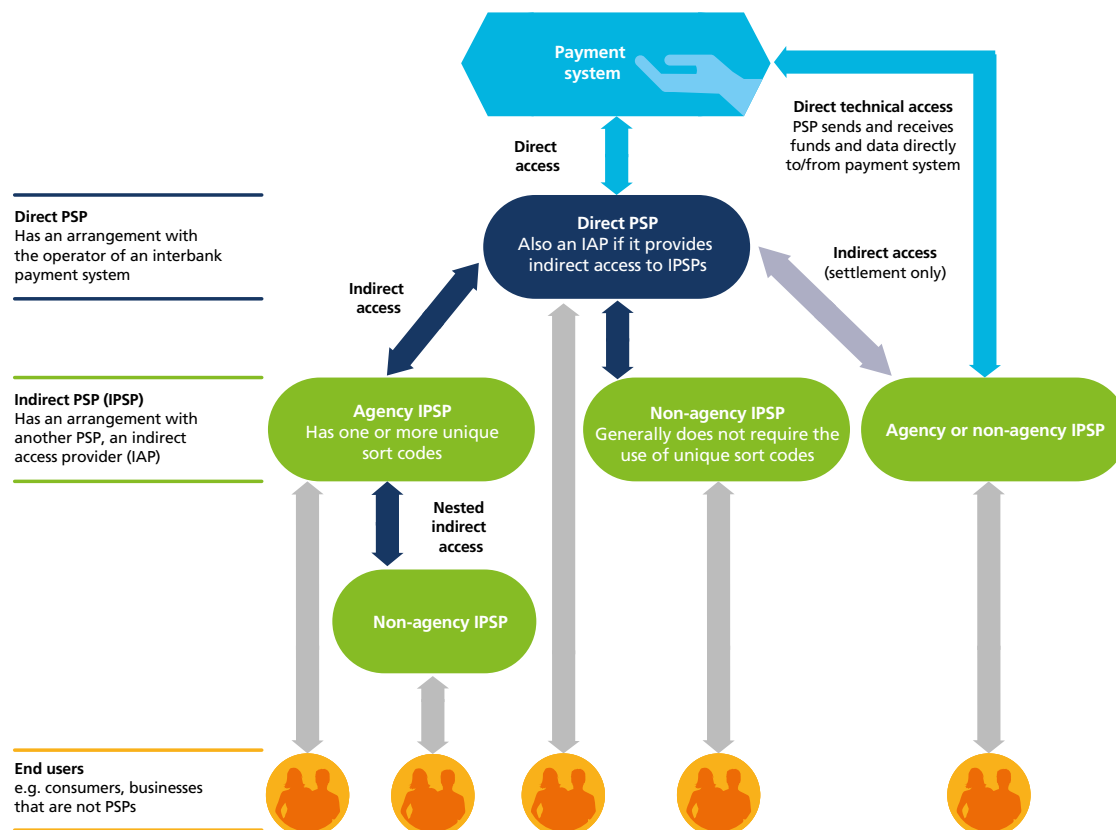 Payment
system
Direct technical access
PSP sends and receives
funds and data directly
to/from payment system
Direct
access
Direct PSP
Has an arrangement with
the operator of an interbank
payment system
Direct PSP
Also an IAP if it provides
indirect access to IPSPs
Indirect access
(settlement only)
Indirect
access
Indirect PSP (IPSP)
Has an arrangement with
another PSP, an indirect
access provider (IAP)
Agency IPSP
Has one or more unique
sort codes
Non-agency IPSP
Generally does not require the
use of unique sort codes
Agency or non-agency IPSP
Nested
indirect
access
Non-agency IPSP
End users
e.g. consumers, businesses
that are not PSPs